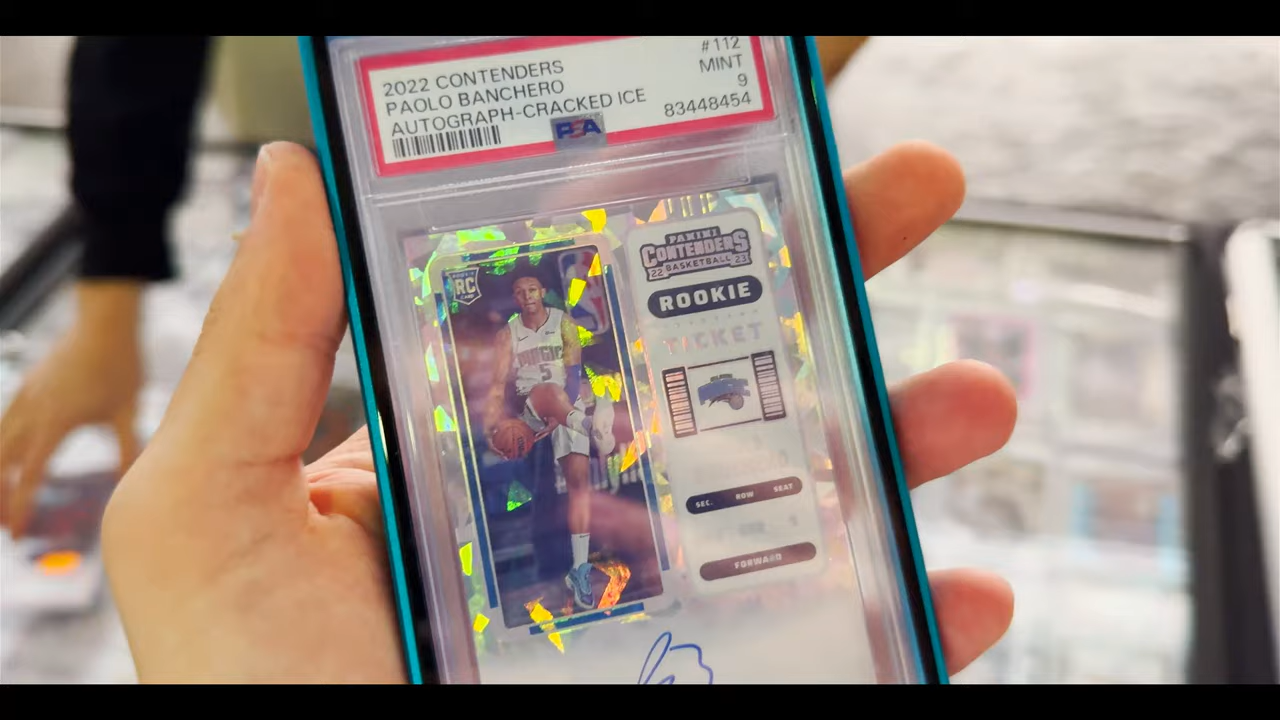 2022 CONTENDERS
PAOLO BANCHERO
AUTOGRAPH-CRACKED ICE
#112
MINT
9
83448454
PSA
RC
MAGIC
5
PANINI
CONTENDERS
22 BASKETBALL 23
ROOKIE
TICKET
SEC. ROW SEAT
FORWARD